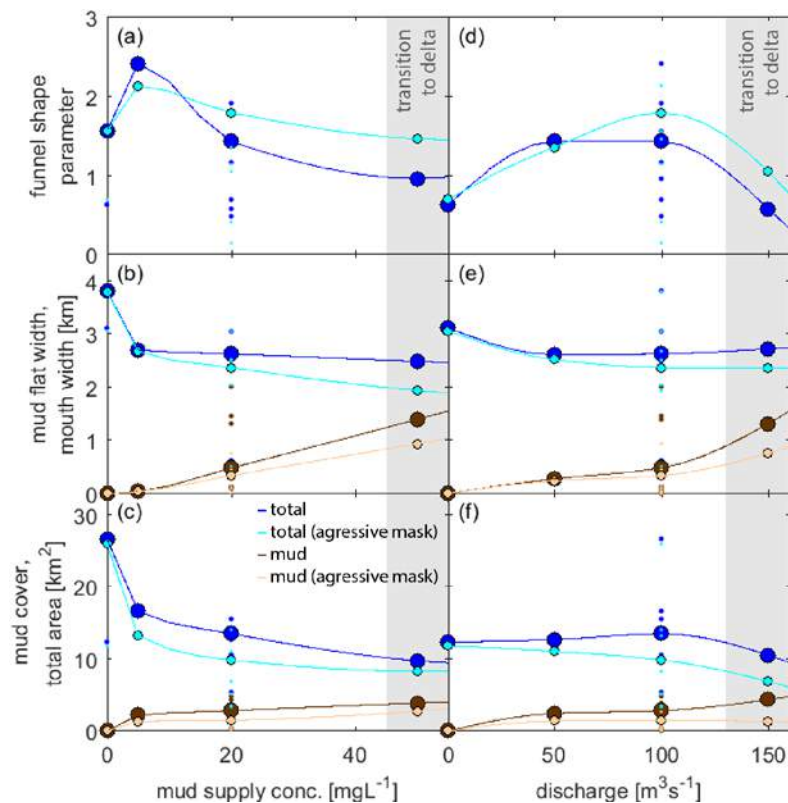 (a)
(d)
3
2
1
0
funnel shape
parameter
transition
to delta
transition
to delta
(b)
(e)
4
3
2
1
0
mud flat width,
mouth width [km]
(c)
(f)
30
20
10
0
mud cover,
total area [km²]
total
total (agressive mask)
mud
mud (agressive mask)
0
20
40
0
50
100
150
mud supply conc. [mgL⁻¹]
discharge [m³s⁻¹]